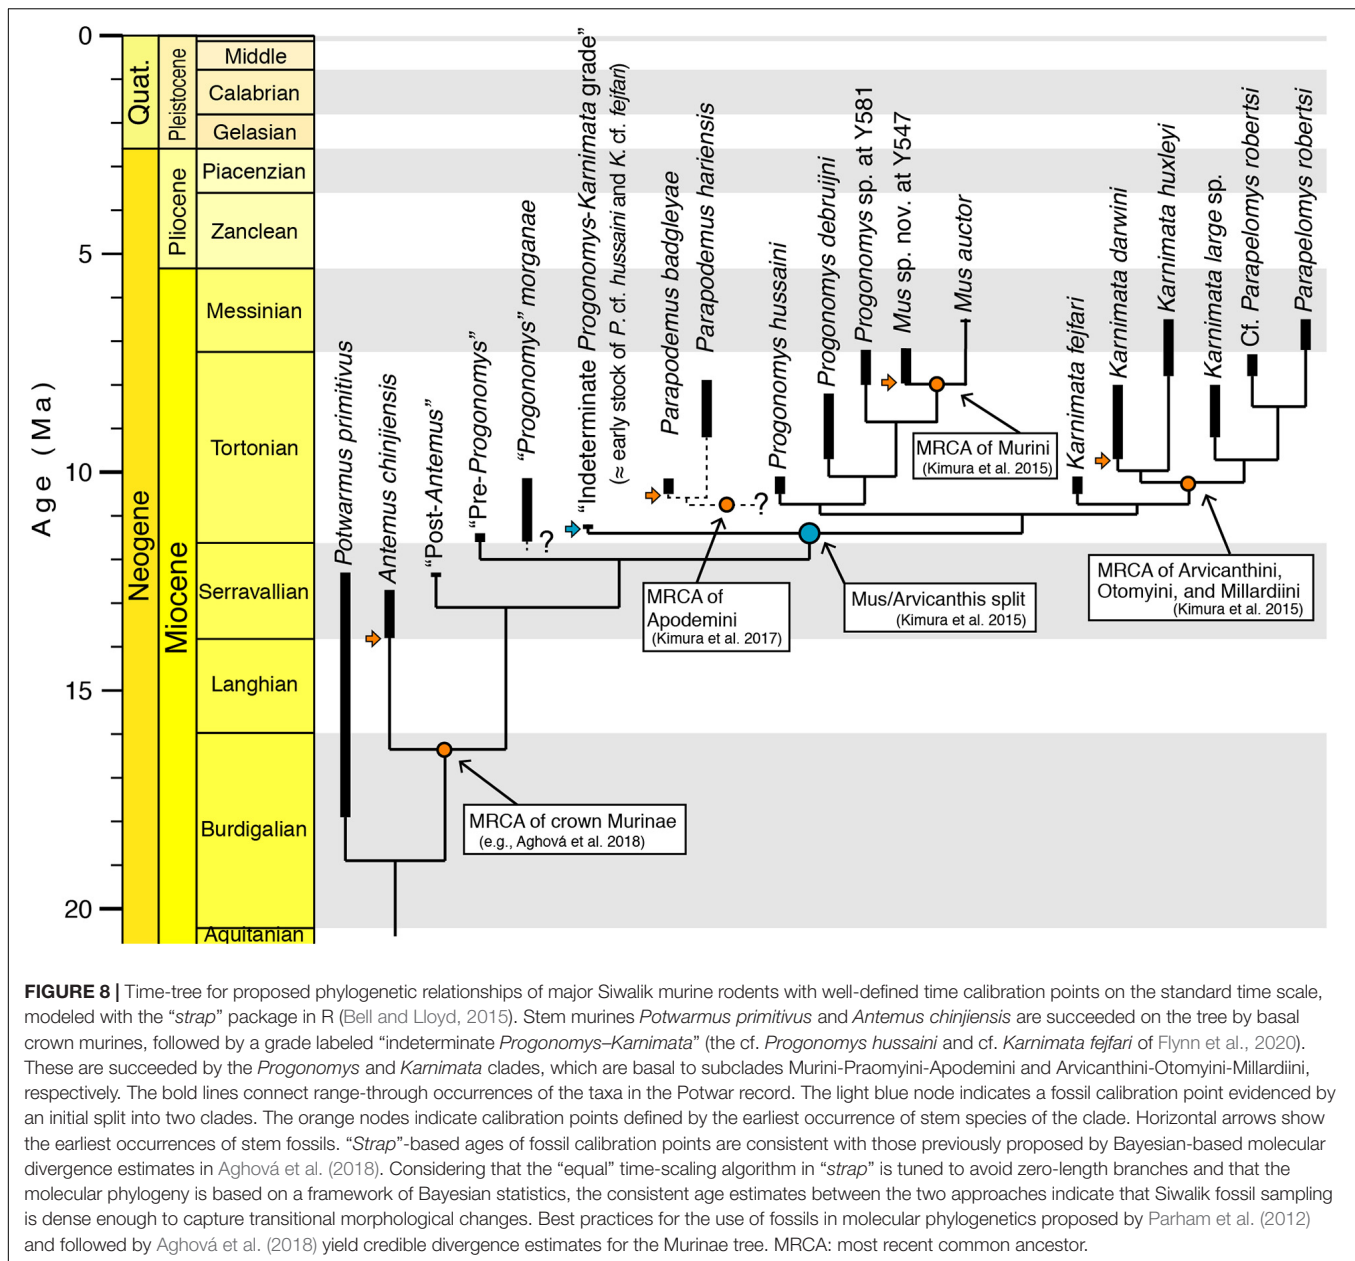 Age (Ma)
0
5
10
15
20
Quat.
Neogene
Pleistocene
Pliocene
Miocene
Middle
Calabrian
Gelasian
Piacenzian
Zanclean
Messinian
Tortonian
Serravallian
Langhian
Burdigalian
Aquitanian
Potwarmus primitivus
Antemus chinjiensis
“Post-Antemus”
“Pre-Progonomys”
“Progonomys” morganae
?
“Indeterminate Progonomys-Karnimata grade”
(≈ early stock of P. cf. hussaini and K. cf. fejfari)
Parapodemus badgleyae
Parapodemus hariensis
?
Progonomys hussaini
Progonomys debruijni
Progonomys sp. at Y581
Mus sp. nov. at Y547
Mus auctor
Karnimata fejfari
Karnimata darwini
Karnimata huxleyi
Karnimata large sp.
Cf. Parapelomys robertsi
Parapelomys robertsi
MRCA of Murini
(Kimura et al. 2015)
MRCA of
Apodemini
(Kimura et al. 2017)
Mus/Arvicanthis split
(Kimura et al. 2015)
MRCA of Arvicanthini,
Otomyini, and Millardiini
(Kimura et al. 2015)
MRCA of crown Murinae
(e.g., Aghová et al. 2018)
FIGURE 8 | Time-tree for proposed phylogenetic relationships of major Siwalik murine rodents with well-defined time calibration points on the standard time scale,
modeled with the “strap” package in R (Bell and Lloyd, 2015). Stem murines Potwarmus primitivus and Antemus chinjiensis are succeeded on the tree by basal
crown murines, followed by a grade labeled “indeterminate Progonomys–Karnimata” (the cf. Progonomys hussaini and cf. Karnimata fejfari of Flynn et al., 2020).
These are succeeded by the Progonomys and Karnimata clades, which are basal to subclades Murini-Praomyini-Apodemini and Arvicanthini-Otomyini-Millardiini,
respectively. The bold lines connect range-through occurrences of the taxa in the Potwar record. The light blue node indicates a fossil calibration point evidenced by
an initial split into two clades. The orange nodes indicate calibration points defined by the earliest occurrence of stem species of the clade. Horizontal arrows show
the earliest occurrences of stem fossils. “Strap”-based ages of fossil calibration points are consistent with those previously proposed by Bayesian-based molecular
divergence estimates in Aghová et al. (2018). Considering that the “equal” time-scaling algorithm in “strap” is tuned to avoid zero-length branches and that the
molecular phylogeny is based on a framework of Bayesian statistics, the consistent age estimates between the two approaches indicate that Siwalik fossil sampling
is dense enough to capture transitional morphological changes. Best practices for the use of fossils in molecular phylogenetics proposed by Parham et al. (2012)
and followed by Aghová et al. (2018) yield credible divergence estimates for the Murinae tree. MRCA: most recent common ancestor.